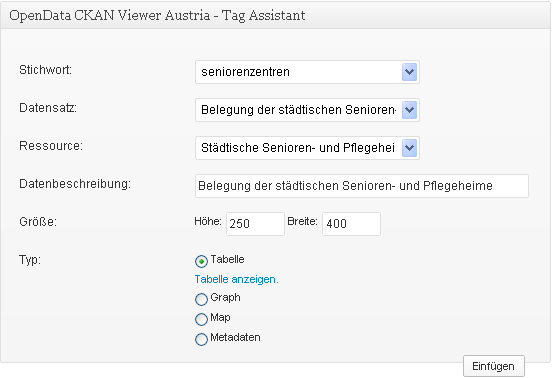 OpenData CKAN Viewer Austria - Tag Assistant
Stichwort: seniorenzentren
Datensatz: Belegung der städtischen Senioren-
Ressource: Städtische Senioren- und Pflegehei
Datenbeschreibung: Belegung der städtischen Senioren- und Pflegeheime
Größe: Höhe: 250 Breite: 400
Typ: Tabelle
Tabelle anzeigen.
Graph
Map
Metadaten
Einfügen